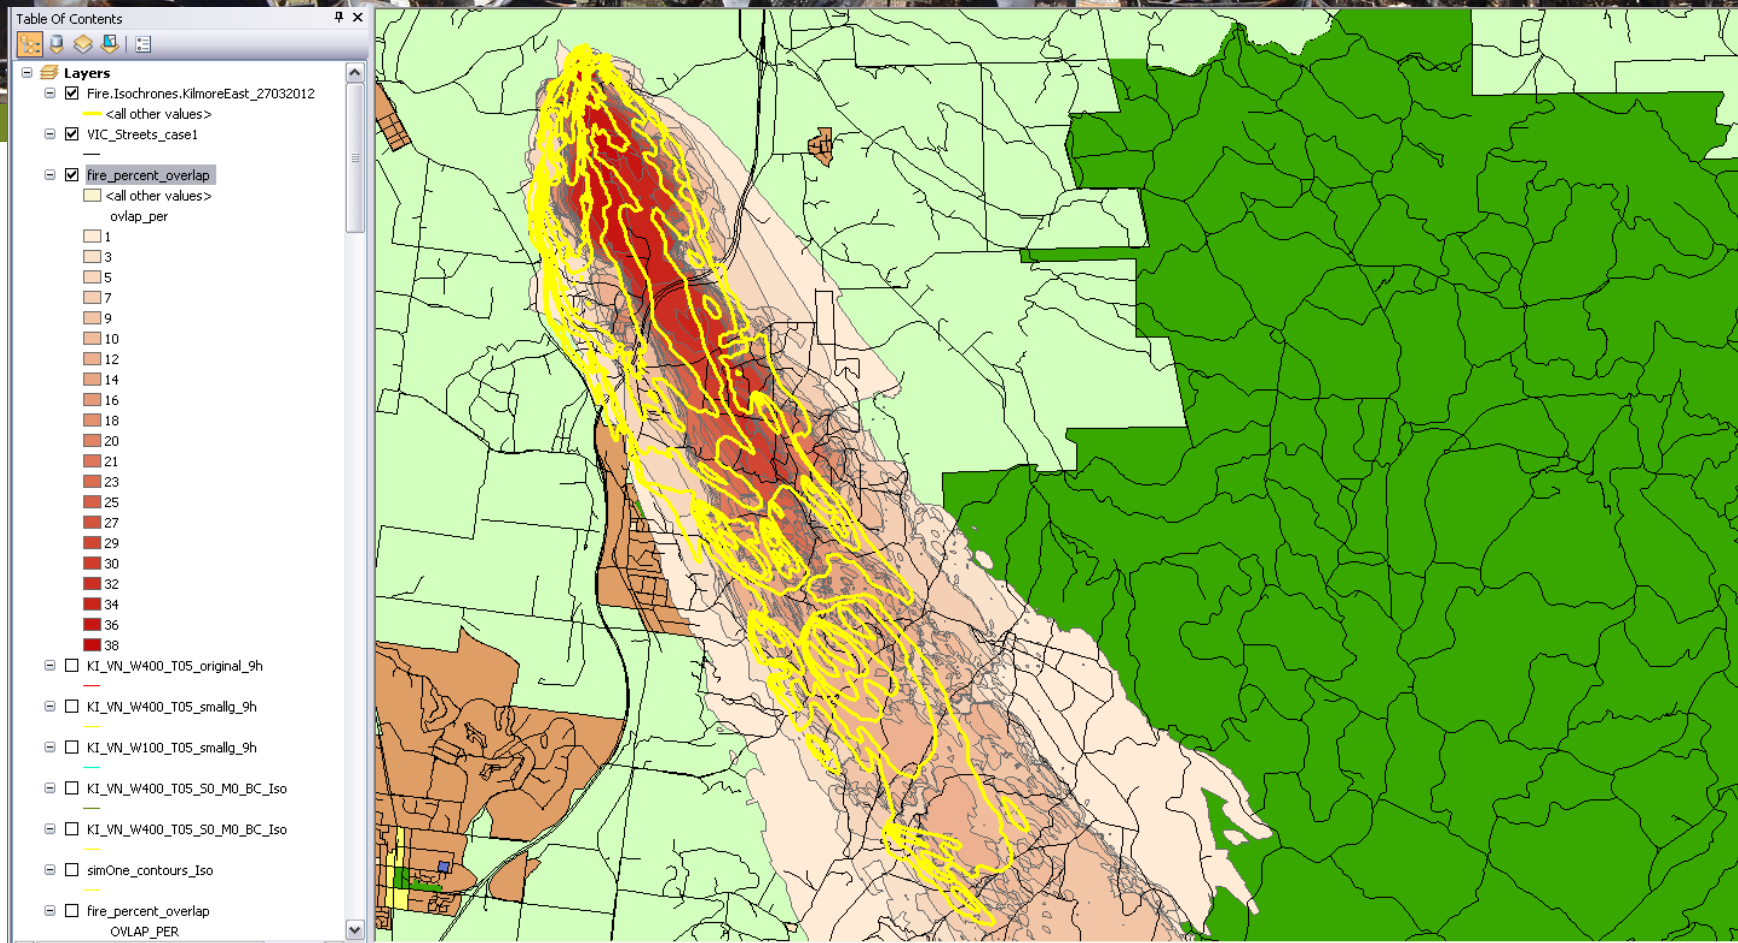 Table Of Contents
Layers
Fire.Isochrones.KilmoreEast_27032012
<all other values>
VIC_Streets_case1
fire_percent_overlap
<all other values>
ovlap_per
1
3
5
7
9
10
12
14
16
18
20
21
23
25
27
29
30
32
34
36
38
KI_VN_W400_T05_original_9h
KI_VN_W400_T05_smallg_9h
KI_VN_W100_T05_smallg_9h
KI_VN_W400_T05_S0_M0_BC_Iso
KI_VN_W400_T05_S0_M0_BC_Iso
simOne_contours_Iso
fire_percent_overlap
OVLAP_PER